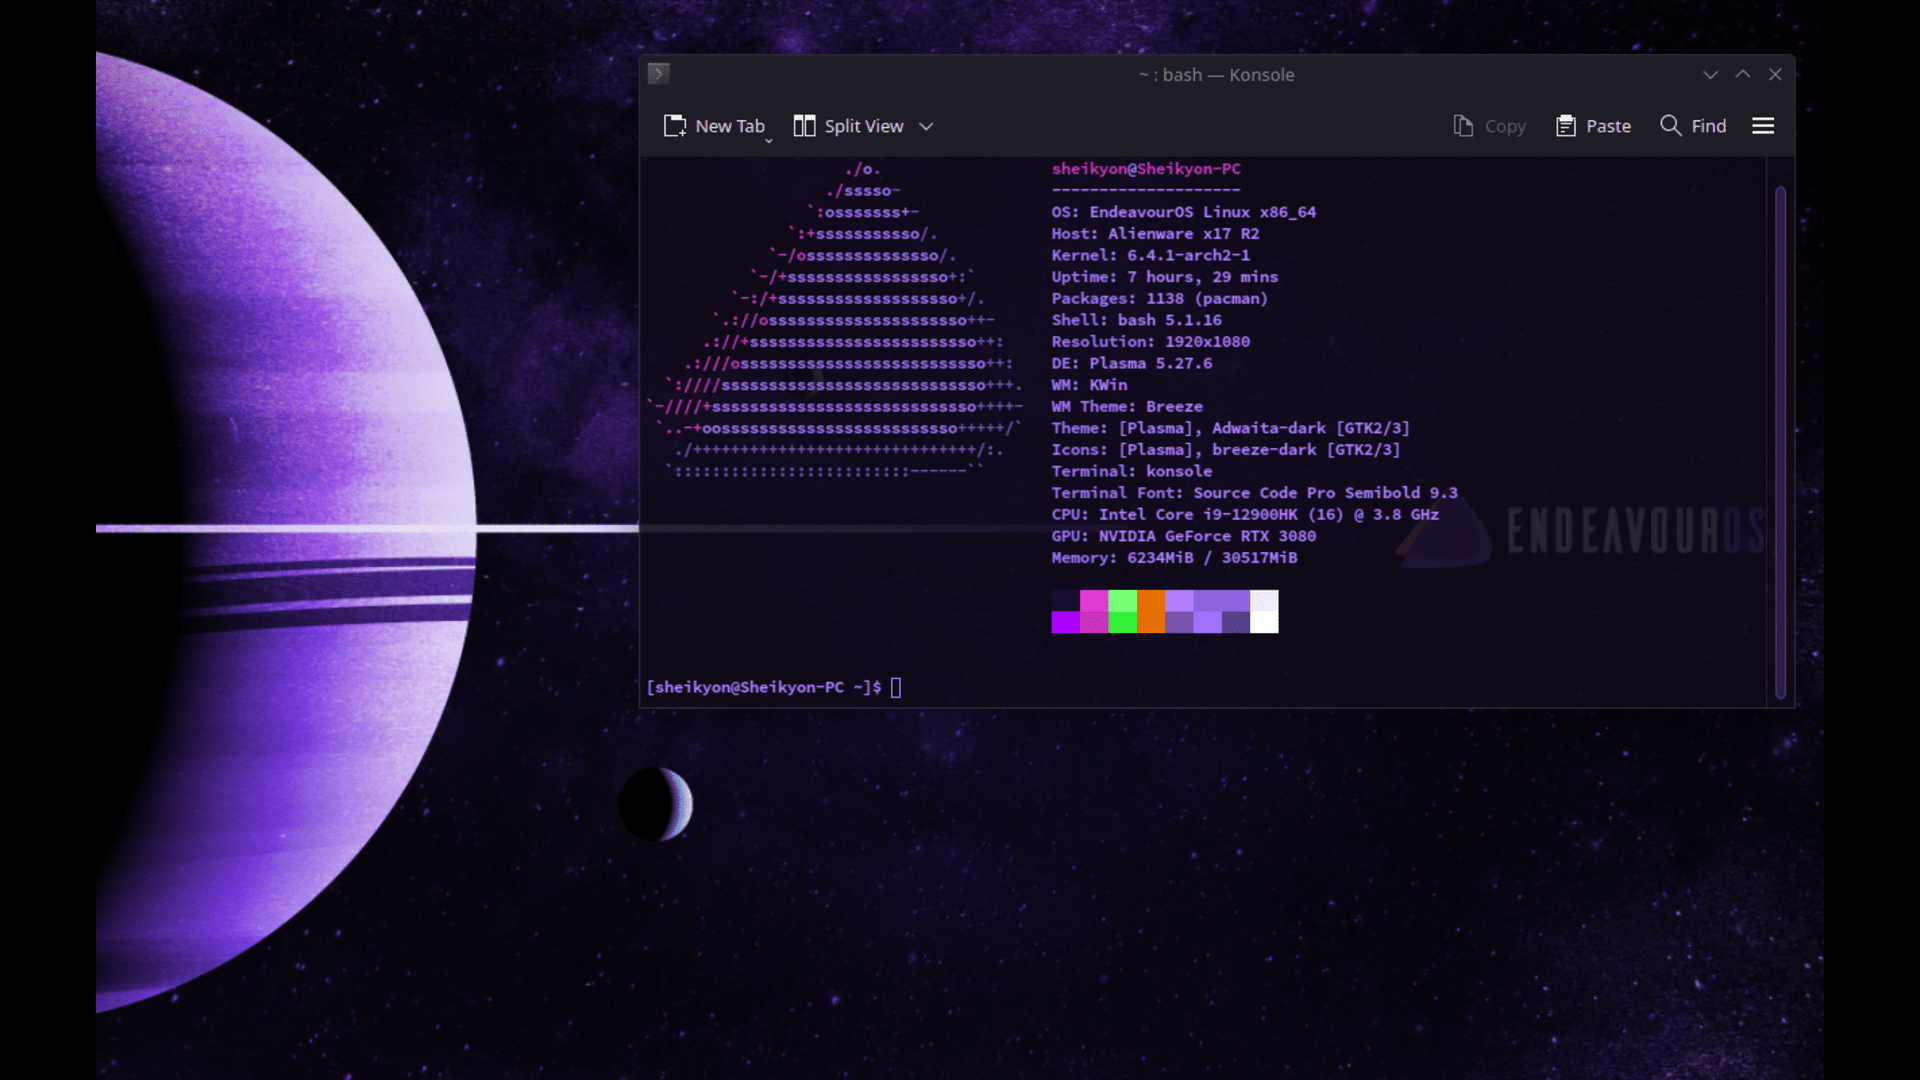 ~ : bash — Konsole
New Tab
Split View
Copy
Paste
Find
./o.
./sssso-
`:osssssss+-
`:+sssssssssso/.
`-/ossssssssssssso/.
`-/+sssssssssssssssso+:`
`-:/+sssssssssssssssssso+/.
`.://osssssssssssssssssssso++-
.://+ssssssssssssssssssssssso++:
.:///ossssssssssssssssssssssssso++:
`:////ssssssssssssssssssssssssssso+++.
`-////+ssssssssssssssssssssssssssso++++-
`..-+oosssssssssssssssssssssssso+++++/`
./++++++++++++++++++++++++++++++/:.
`:::::::::::::::::::::::::------``
sheikyon@Sheikyon-PC
--------------------
OS: EndeavourOS Linux x86_64
Host: Alienware x17 R2
Kernel: 6.4.1-arch2-1
Uptime: 7 hours, 29 mins
Packages: 1138 (pacman)
Shell: bash 5.1.16
Resolution: 1920x1080
DE: Plasma 5.27.6
WM: KWin
WM Theme: Breeze
Theme: [Plasma], Adwaita-dark [GTK2/3]
Icons: [Plasma], breeze-dark [GTK2/3]
Terminal: konsole
Terminal Font: Source Code Pro Semibold 9.3
CPU: Intel Core i9-12900HK (16) @ 3.8 GHz
GPU: NVIDIA GeForce RTX 3080
Memory: 6234MiB / 30517MiB
ENDEAVOUROS
[sheikyon@Sheikyon-PC ~]$